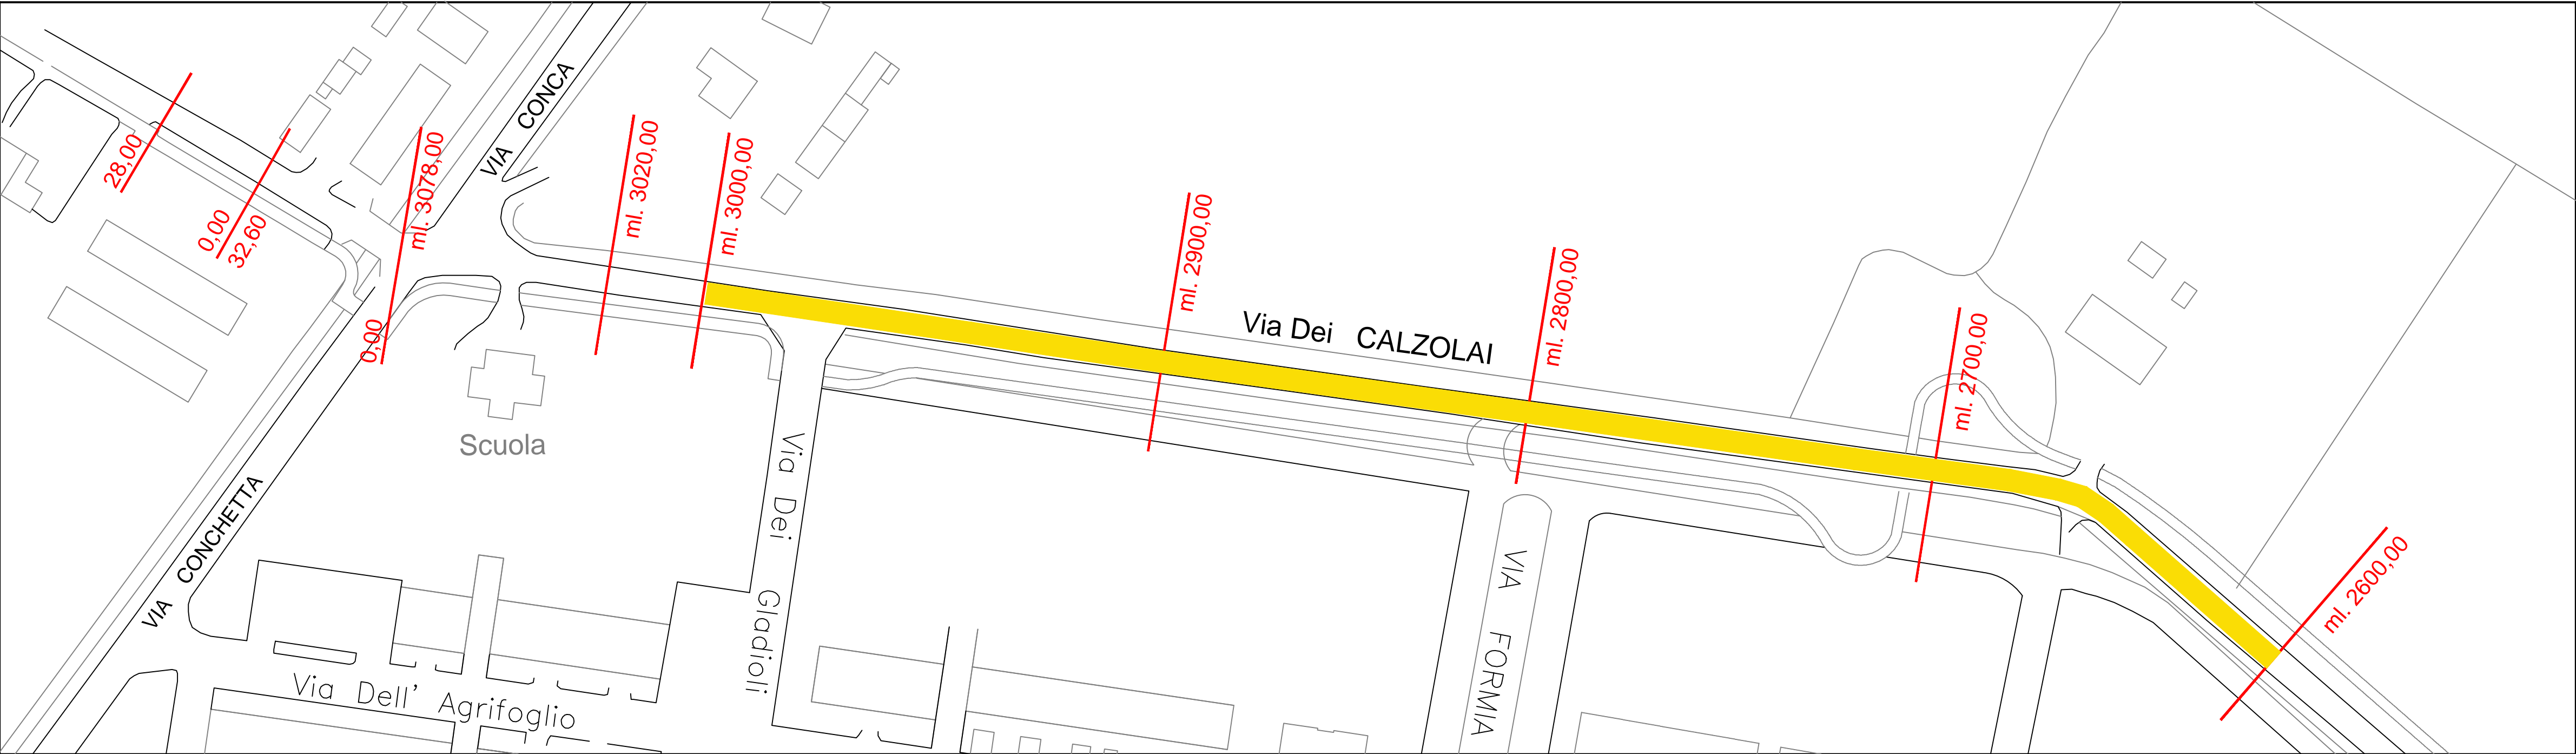 28,00
0,00
32,60
ml. 3078,00
0,00
VIA CONCA
ml. 3020,00
ml. 3000,00
ml. 2900,00
Via Dei CALZOLAI
ml. 2800,00
ml. 2700,00
ml. 2600,00
Scuola
VIA CONCHETTA
Via Dei Gladioli
VIA FORMIA
Via Dell' Agrifoglio